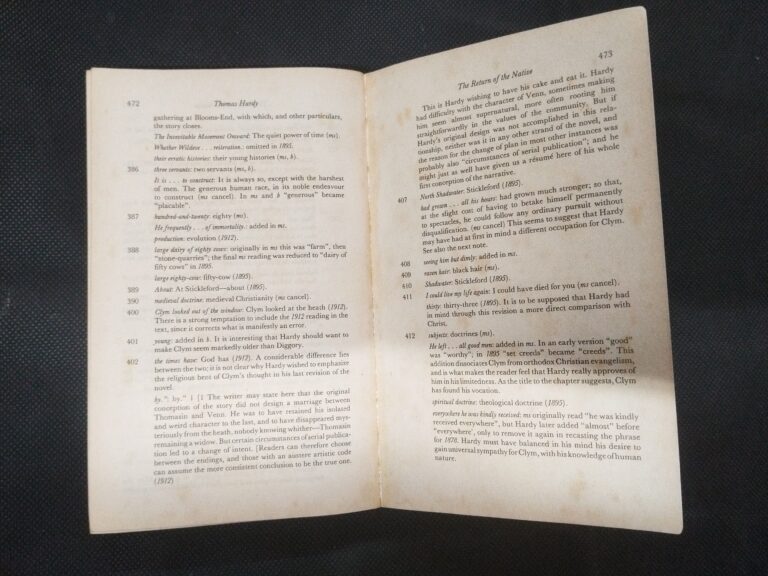 472 Thomas Hardy
gathering at Blooms-End, with which, and other particulars,
the story closes.
The Inevitable Movement Onward: The quiet power of time (ms).
Whether Wildeve . . . restoration: omitted in 1895.
their erratic histories: their young histories (ms, b).
386 three servants: two servants (ms, b).
It is . . . to construct: It is always so, except with the harshest
of men. The generous human race, in its noble endeavour
to construct (ms cancel). In ms and b "generous" became
"plaicable".
387 hundred-and-twenty: eighty (ms).
He frequently . . . of immortality.: added in ms.
production: evolution (1912).
388 large dairy of eighty cows: originally in ms this was "farm", then
"stone-quarries"; the final ms reading was reduced to "dairy of
fifty cows" in 1895.
large eighty-cow: fifty-cow (1895).
389 About: At Stickleford—about (1895).
390 medieval doctrine: medieval Christianity (ms cancel).
400 Clym looked out of the window: Clym looked at the heath (1912).
There is a strong temptation to include the 1912 reading in the
text, since it corrects what is manifestly an error.
401 young: added in b. It is interesting that Hardy should want to
make Clym seem markedly older than Diggory.
402 the times have: God has (1912). A considerable difference lies
between the two; it is not clear why Hardy wished to emphasize
the religious bent of Clym's thought in his last revision of the
novel.
by.": by." 1 [1 The writer may state here that the original
conception of the story did not design a marriage between
Thomasin and Venn. He was to have retained his isolated
and weird character to the last, and to have disappeared mys-
teriously from the heath, nobody knowing whither—Thomasin
remaining a widow. But certain circumstances of serial publica-
tion led to a change of intent. [Readers can therefore choose
between the endings, and those with an austere artistic code
can assume the more consistent conclusion to be the true one.
(1912)
The Return of the Native 473
This is Hardy wishing to have his cake and eat it. Hardy
had difficulty with the character of Venn, sometimes making
him seem almost supernatural, more often rooting him
straightforwardly in the values of the community. But if
Hardy's original design was not accomplished in this rela-
tionship, neither was it in any other strand of the novel, and
the reason for the change of plan in most other instances was
probably also "circumstances of serial publication"; and he
might just as well have given us a résumé here of his whole
first conception of the narrative.
407 North Shadwater: Stickleford (1895).
had grown . . . all his hours: had grown much stronger; so that,
at the slight cost of having to betake himself permanently
to spectacles, he could follow any ordinary pursuit without
disqualification. (ms cancel) This seems to suggest that Hardy
may have had at first in mind a different occupation for Clym.
See also the next note.
408 seeing him but dimly: added in ms.
409 raven hair: black hair (ms).
410 Shadwater: Stickleford (1895).
411 I could live my life again: I could have died for you (ms cancel).
thirty: thirty-three (1895). It is to be supposed that Hardy had
in mind through this revision a more direct comparison with
Christ.
412 subjects: doctrines (ms).
He left . . . all good men: added in ms. In an early version "good"
was "worthy"; in 1895 "set creeds" became "creeds". This
addition dissociates Clym from orthodox Christian evangelism,
and is what makes the reader feel that Hardy really approves of
him in his limitedness. As the title to the chapter suggests, Clym
has found his vocation.
spiritual doctrine: theological doctrine (1895).
everywhere he was kindly received: ms originally read "he was kindly
received everywhere", but Hardy later added "almost" before
"everywhere", only to remove it again in recasting the phrase
for 1878. Hardy must have balanced in his mind his desire to
gain universal sympathy for Clym, with his knowledge of human
nature.